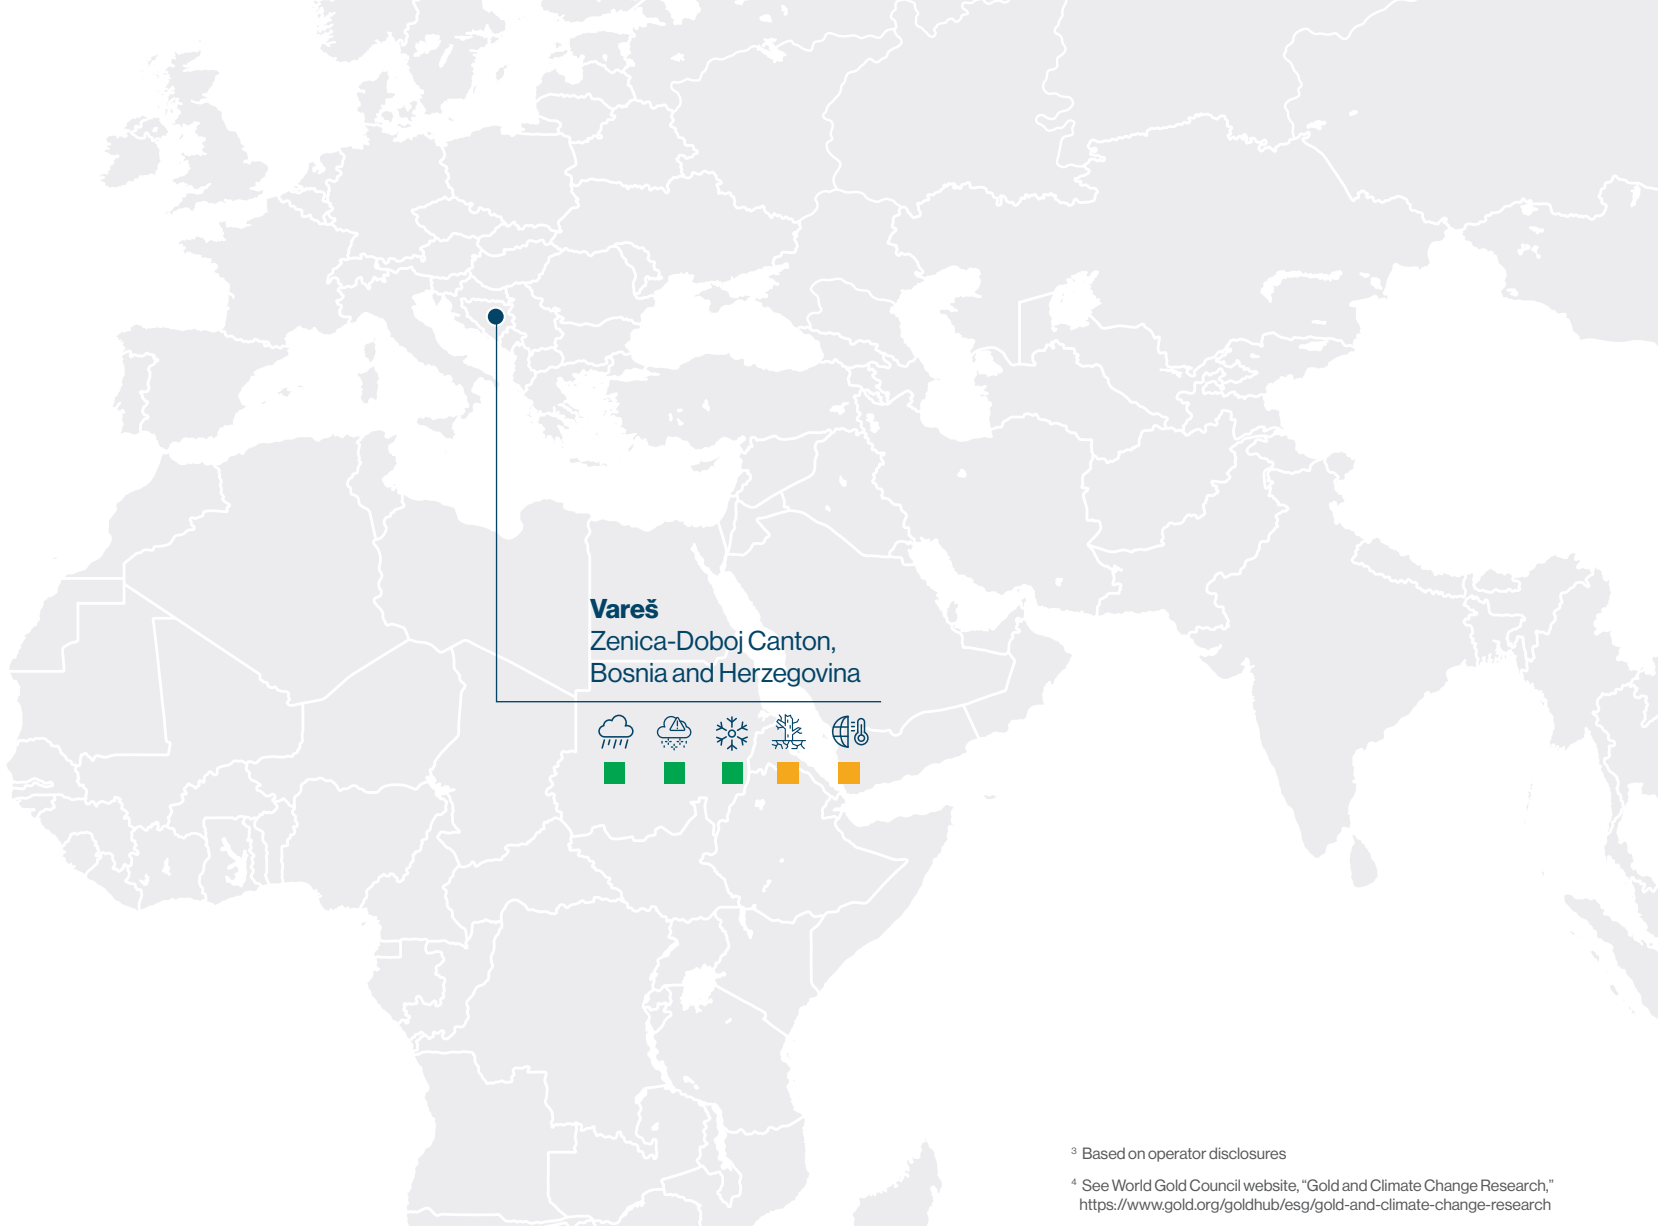 Vareš
Zenica-Doboj Canton,
Bosnia and Herzegovina
3 Based on operator disclosures
4 See World Gold Council website, “Gold and Climate Change Research,”
https://www.gold.org/goldhub/esg/gold-and-climate-change-research